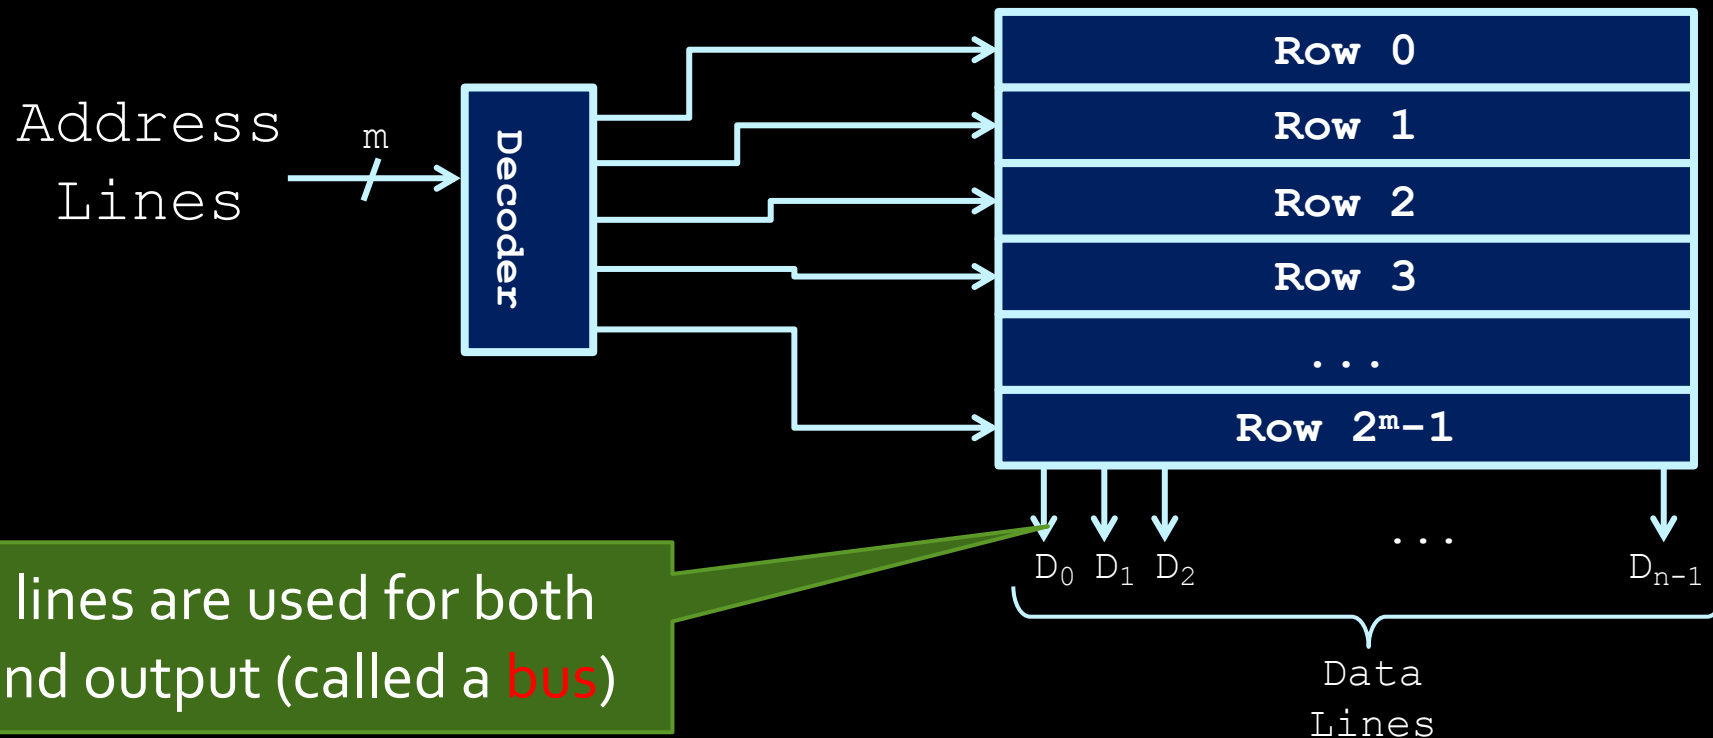 Address
Lines
m
Decoder
Row 0
Row 1
Row 2
Row 3
...
Row 2ᵐ-1
D₀ D₁ D₂ ... Dₙ₋₁
Data
Lines
lines are used for both
nd output (called a bus)